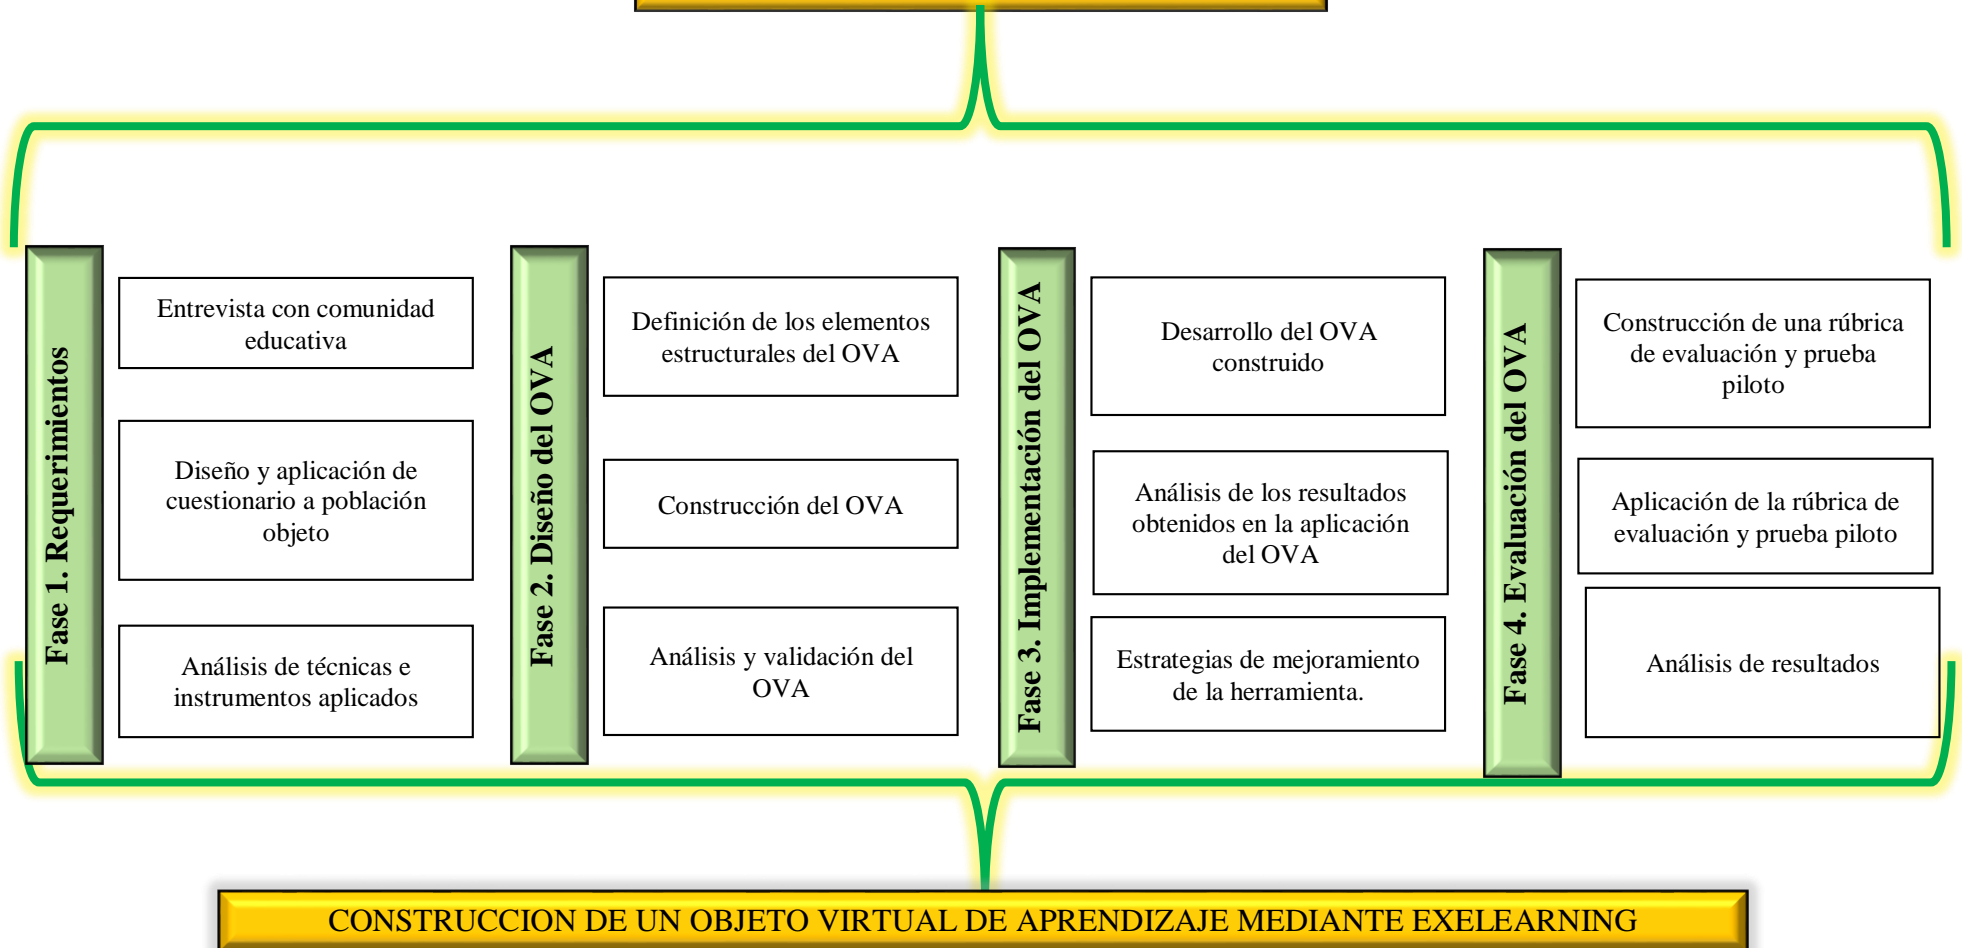 Fase 1. Requerimientos
Entrevista con comunidad
educativa
Diseño y aplicación de
cuestionario a población
objeto
Análisis de técnicas e
instrumentos aplicados
Fase 2. Diseño del OVA
Definición de los elementos
estructurales del OVA
Construcción del OVA
Análisis y validación del
OVA
Fase 3. Implementación del OVA
Desarrollo del OVA
construido
Análisis de los resultados
obtenidos en la aplicación
del OVA
Estrategias de mejoramiento
de la herramienta.
Fase 4. Evaluación del OVA
Construcción de una rúbrica
de evaluación y prueba
piloto
Aplicación de la rúbrica de
evaluación y prueba piloto
Análisis de resultados
CONSTRUCCION DE UN OBJETO VIRTUAL DE APRENDIZAJE MEDIANTE EXELEARNING